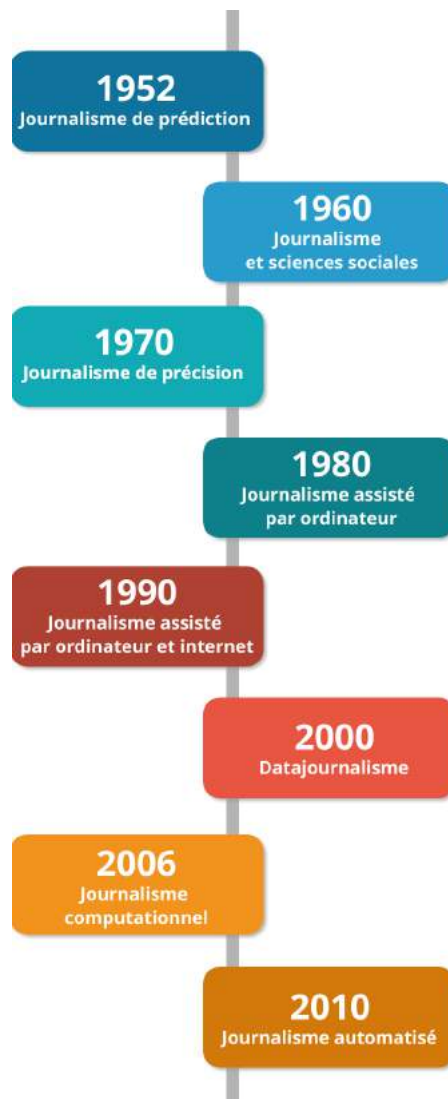 1952
Journalisme de prédiction
1960
Journalisme
et sciences sociales
1970
Journalisme de précision
1980
Journalisme assisté
par ordinateur
1990
Journalisme assisté
par ordinateur et internet
2000
Datajournalisme
2006
Journalisme
computationnel
2010
Journalisme automatisé